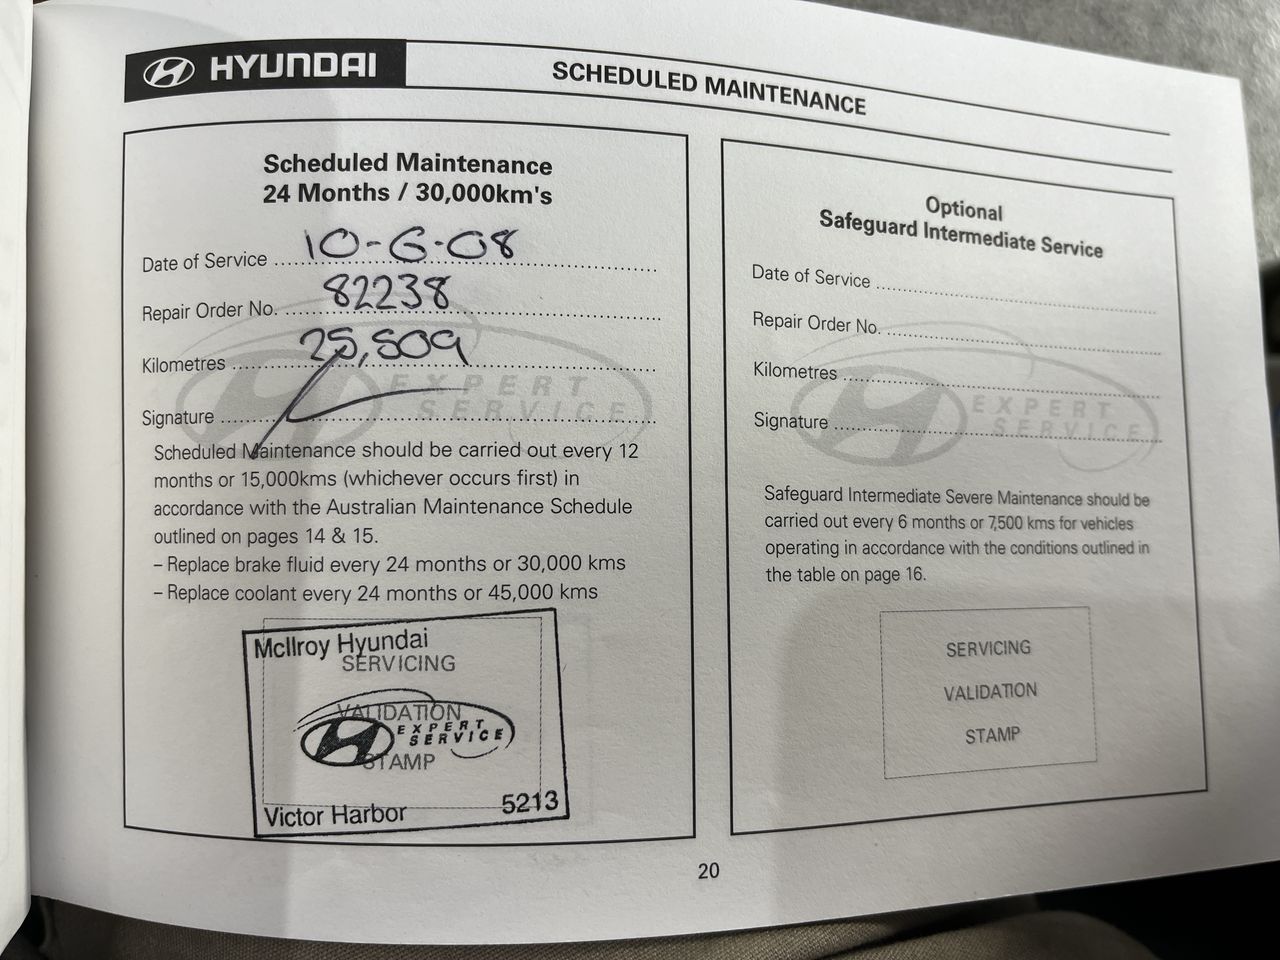 HYUNDAI
SCHEDULED MAINTENANCE
Scheduled Maintenance
24 Months / 30,000km's
Date of Service 10-6-08
Repair Order No. 82238
Kilometres 25,509
Signature
EXPERT
SERVICE
Scheduled Maintenance should be carried out every 12
months or 15,000kms (whichever occurs first) in
accordance with the Australian Maintenance Schedule
outlined on pages 14 & 15.
– Replace brake fluid every 24 months or 30,000 kms
– Replace coolant every 24 months or 45,000 kms
McIlroy Hyundai
SERVICING
VALIDATION
EXPERT
SERVICE
STAMP
Victor Harbor 5213
Optional
Safeguard Intermediate Service
Date of Service
Repair Order No.
Kilometres
Signature
EXPERT
SERVICE
Safeguard Intermediate Severe Maintenance should be
carried out every 6 months or 7,500 kms for vehicles
operating in accordance with the conditions outlined in
the table on page 16.
SERVICING
VALIDATION
STAMP
20